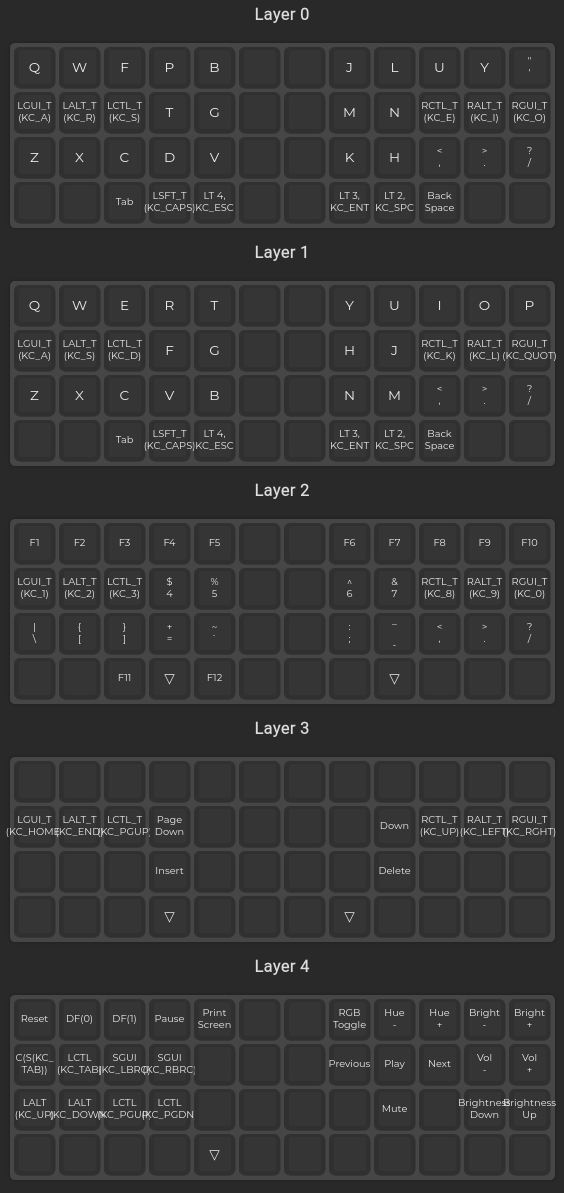 Layer 0
Q W F P B J L U Y "
'
LGUI_T LALT_T LCTL_T T G M N RCTL_T RALT_T RGUI_T
(KC_A) (KC_R) (KC_S) (KC_E) (KC_I) (KC_O)
Z X C D V K H < > ?
, . /
Tab LSFT_T LT 4, LT 3, LT 2, Back
(KC_CAPS) KC_ESC KC_ENT KC_SPC Space
Layer 1
Q W E R T Y U I O P
LGUI_T LALT_T LCTL_T F G H J RCTL_T RALT_T RGUI_T
(KC_A) (KC_S) (KC_D) (KC_K) (KC_L) (KC_QUOT)
Z X C V B N M < > ?
, . /
Tab LSFT_T LT 4, LT 3, LT 2, Back
(KC_CAPS) KC_ESC KC_ENT KC_SPC Space
Layer 2
F1 F2 F3 F4 F5 F6 F7 F8 F9 F10
LGUI_T LALT_T LCTL_T $ % ^ & RCTL_T RALT_T RGUI_T
(KC_1) (KC_2) (KC_3) 4 5 6 7 (KC_8) (KC_9) (KC_0)
| { } + ~ : _ < > ?
\ [ ] = ` ; - , . /
F11 ▽ F12 ▽
Layer 3
LGUI_T LALT_T LCTL_T Page Down RCTL_T RALT_T RGUI_T
(KC_HOME) (KC_END) (KC_PGUP) Down (KC_UP) (KC_LEFT) (KC_RGHT)
Insert Delete
▽ ▽
Layer 4
Reset DF(0) DF(1) Pause Print RGB Hue Hue Bright Bright
Screen Toggle - + - +
C(S(KC_ LCTL SGUI SGUI Previous Play Next Vol Vol
TAB)) (KC_TAB) (KC_LBRC) (KC_RBRC) - +
LALT LALT LCTL LCTL Mute Brightness Brightness
(KC_UP) (KC_DOWN) (KC_PGUP) (KC_PGDN) Down Up
▽